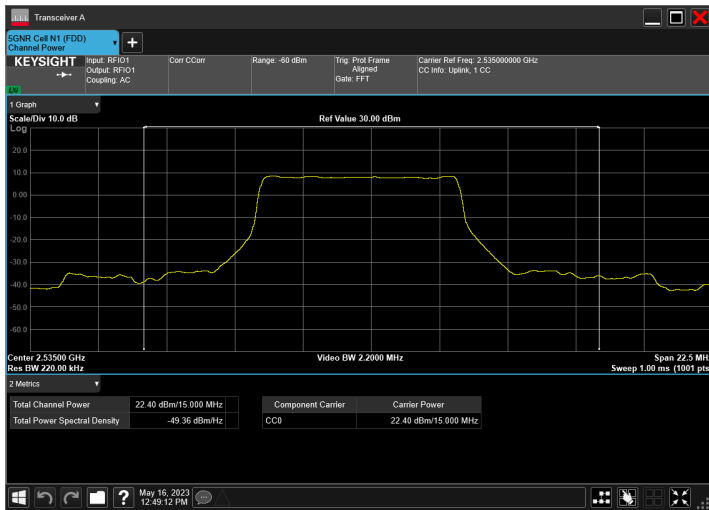 Transceiver A
5GNR Cell N1 (FDD)
Channel Power
KEYSIGHT
LXI
Input: RFIO1
Output: RFIO1
Coupling: AC
Corr CCorr
Range: -60 dBm
Trig: Prot Frame
Aligned
Gate: FFT
Carrier Ref Freq: 2.535000000 GHz
CC Info: Uplink, 1 CC
1 Graph
Scale/Div 10.0 dB
Ref Value 30.00 dBm
Log
20.0
10.0
0.00
-10.0
-20.0
-30.0
-40.0
-50.0
-60.0
Center 2.53500 GHz
Video BW 2.2000 MHz
Span 22.5 MHz
Res BW 220.00 kHz
Sweep 1.00 ms (1001 pts
2 Metrics
Total Channel Power 22.40 dBm/15.000 MHz
Total Power Spectral Density -49.36 dBm/Hz
Component Carrier Carrier Power
CC0 22.40 dBm/15.000 MHz
?
May 16, 2023
12:49:12 PM